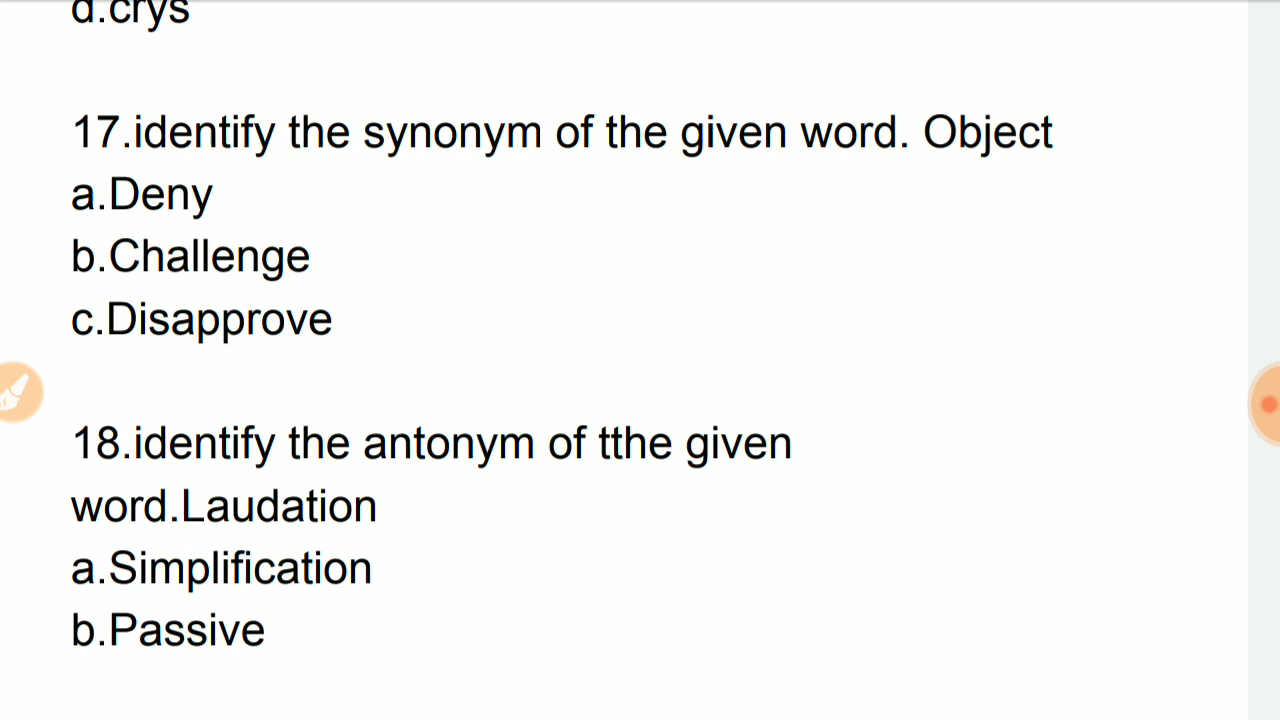 d.crys
17.identify the synonym of the given word. Object
a.Deny
b.Challenge
c.Disapprove
18.identify the antonym of tthe given
word.Laudation
a.Simplification
b.Passive